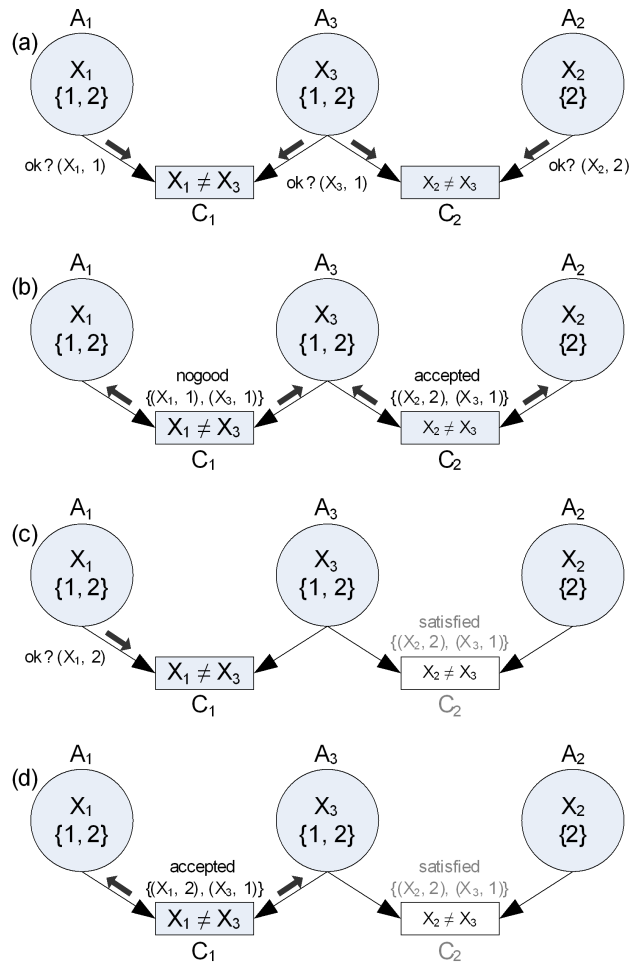 A₁ A₃ A₂
(a)
X₁ X₃ X₂
{1, 2} {1, 2} {2}
ok? (X₁, 1) ok? (X₃, 1) ok? (X₂, 2)
X₁ ≠ X₃ X₂ ≠ X₃
C₁ C₂
A₁ A₃ A₂
(b)
X₁ X₃ X₂
{1, 2} {1, 2} {2}
nogood accepted
{(X₁, 1), (X₃, 1)} {(X₂, 2), (X₃, 1)}
X₁ ≠ X₃ X₂ ≠ X₃
C₁ C₂
A₁ A₃ A₂
(c)
X₁ X₃ X₂
{1, 2} {1, 2} {2}
satisfied
{(X₂, 2), (X₃, 1)}
ok? (X₁, 2)
X₁ ≠ X₃ X₂ ≠ X₃
C₁ C₂
A₁ A₃ A₂
(d)
X₁ X₃ X₂
{1, 2} {1, 2} {2}
accepted satisfied
{(X₁, 2), (X₃, 1)} {(X₂, 2), (X₃, 1)}
X₁ ≠ X₃ X₂ ≠ X₃
C₁ C₂